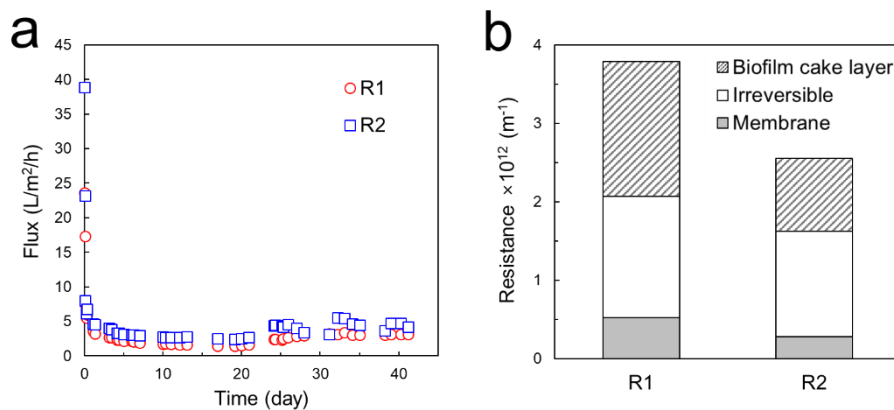 a
45
40
35
30
25
20
15
10
5
0
Flux (L/m²/h)
R1
R2
0
10
20
30
40
Time (day)
b
4
3
2
1
0
Resistance ×10¹² (m⁻¹)
Biofilm cake layer
Irreversible
Membrane
R1
R2